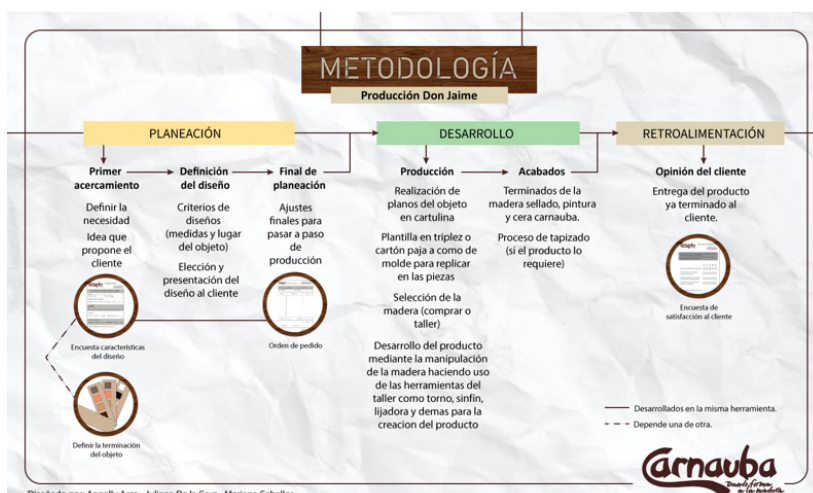 METODOLOGÍA
Producción Don Jaime
PLANEACIÓN
Primer
acercamiento
Definir la
necesidad
Idea que
propone el
cliente
Encuesta características
del diseño
Definir la terminación
del objeto
Definición
del diseño
Criterios de
diseños
(medidas y lugar
del objeto)
Elección y
presentación del
diseño al cliente
Final de
planeación
Ajustes
finales para
pasar a paso
de
producción
Orden de pedido
DESARROLLO
Producción
Realización de
planos del objeto
en cartulina
Plantilla en triplez o
cartón paja a como de
molde para replicar
en las piezas
Selección de la
madera (comprar o
taller)
Desarrollo del producto
mediante la manipulación
de la madera haciendo uso
de las herramientas del
taller como torno, sinfín,
lijadora y demas para la
creacion del producto
Acabados
Terminados de la
madera sellado, pintura
y cera carnauba.
Proceso de tapizado
(si el producto lo
requiere)
RETROALIMENTACIÓN
Opinión del cliente
Entrega del producto
ya terminado al
cliente.
Encuesta de
satisfacción al cliente
Desarrollados en la misma herramienta.
Depende una de otra.
Carnauba
Dando forma
a la madera